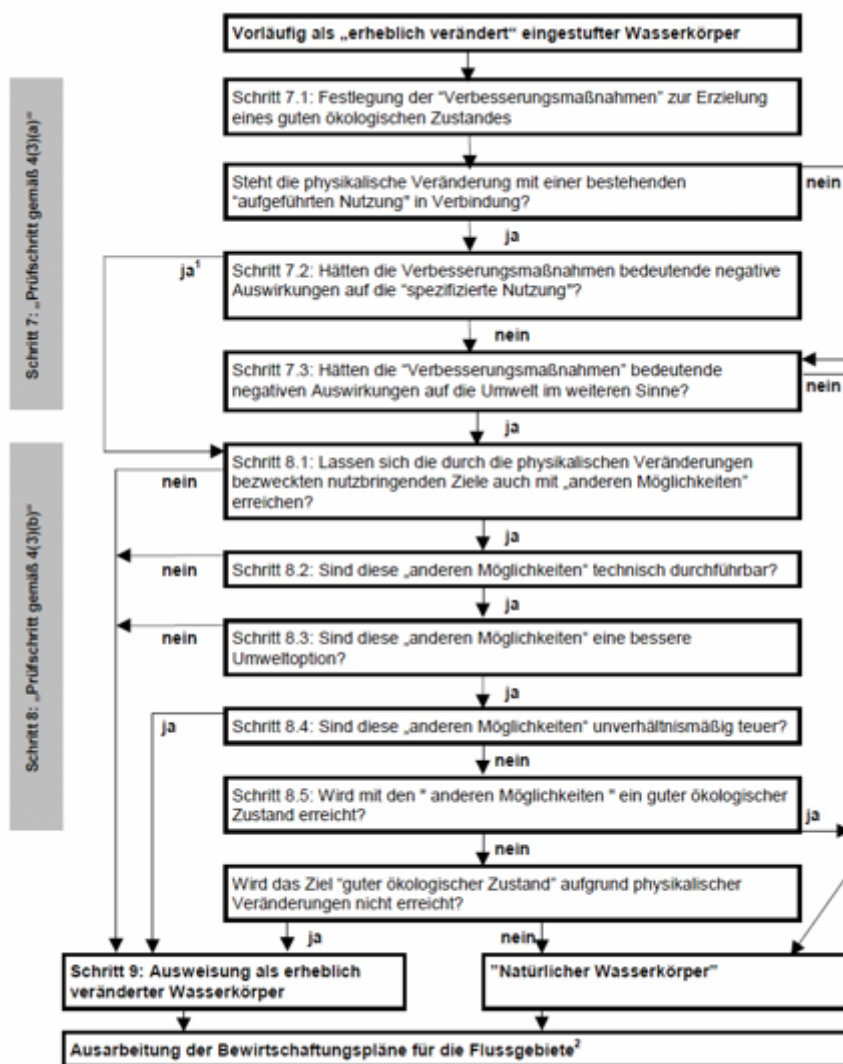 Vorläufig als „erheblich verändert“ eingestufter Wasserkörper
Schritt 7: „Prüfschritt gemäß 4(3)(a)“
Schritt 7.1: Festlegung der "Verbesserungsmaßnahmen" zur Erzielung
eines guten ökologischen Zustandes
Steht die physikalische Veränderung mit einer bestehenden
"aufgeführten Nutzung" in Verbindung?
nein
ja
ja¹
Schritt 7.2: Hätten die Verbesserungsmaßnahmen bedeutende negative
Auswirkungen auf die "spezifizierte Nutzung"?
nein
Schritt 7.3: Hätten die "Verbesserungsmaßnahmen" bedeutende
negativen Auswirkungen auf die Umwelt im weiteren Sinne?
nein
ja
Schritt 8: „Prüfschritt gemäß 4(3)(b)“
Schritt 8.1: Lassen sich die durch die physikalischen Veränderungen
bezweckten nutzbringenden Ziele auch mit „anderen Möglichkeiten“
erreichen?
nein
ja
Schritt 8.2: Sind diese „anderen Möglichkeiten“ technisch durchführbar?
nein
ja
Schritt 8.3: Sind diese „anderen Möglichkeiten“ eine bessere
Umweltoption?
nein
ja
Schritt 8.4: Sind diese „anderen Möglichkeiten“ unverhältnismäßig teuer?
ja
nein
Schritt 8.5: Wird mit den " anderen Möglichkeiten " ein guter ökologischer
Zustand erreicht?
ja
nein
Wird das Ziel "guter ökologischer Zustand" aufgrund physikalischer
Veränderungen nicht erreicht?
ja
nein
Schritt 9: Ausweisung als erheblich
veränderter Wasserkörper
"Natürlicher Wasserkörper"
Ausarbeitung der Bewirtschaftungspläne für die Flussgebiete²